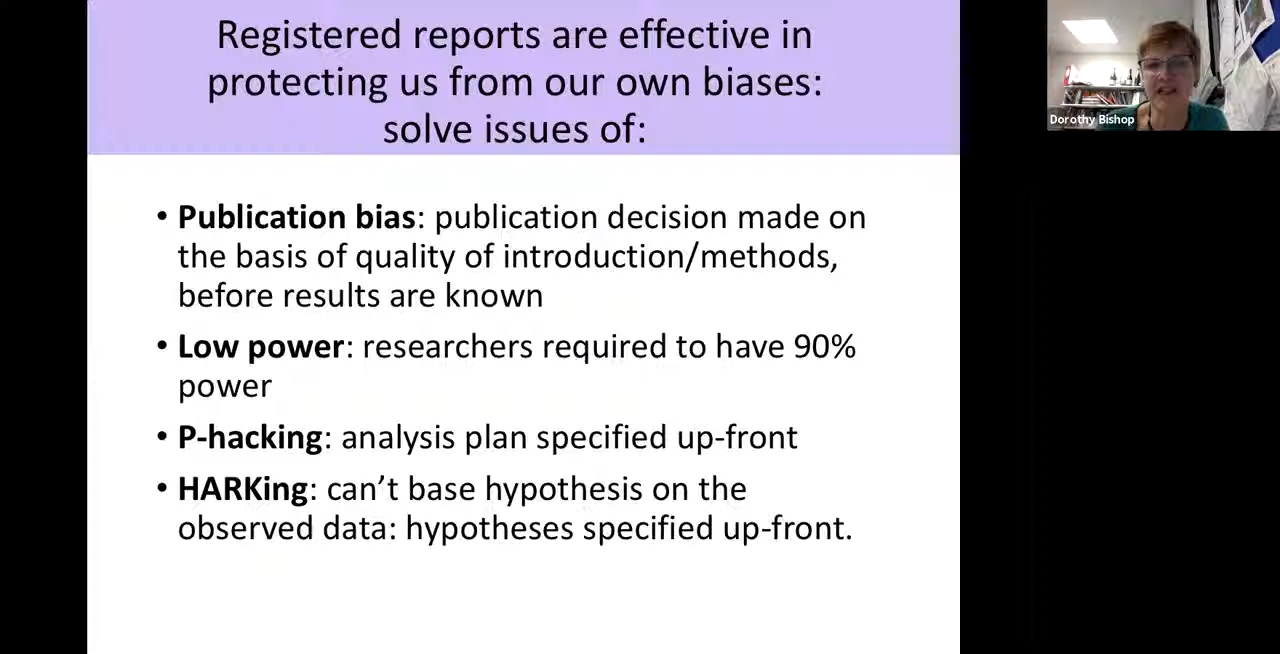 Registered reports are effective in
protecting us from our own biases:
solve issues of:
• Publication bias: publication decision made on
the basis of quality of introduction/methods,
before results are known
• Low power: researchers required to have 90%
power
• P-hacking: analysis plan specified up-front
• HARKing: can’t base hypothesis on the
observed data: hypotheses specified up-front.
Dorothy Bishop